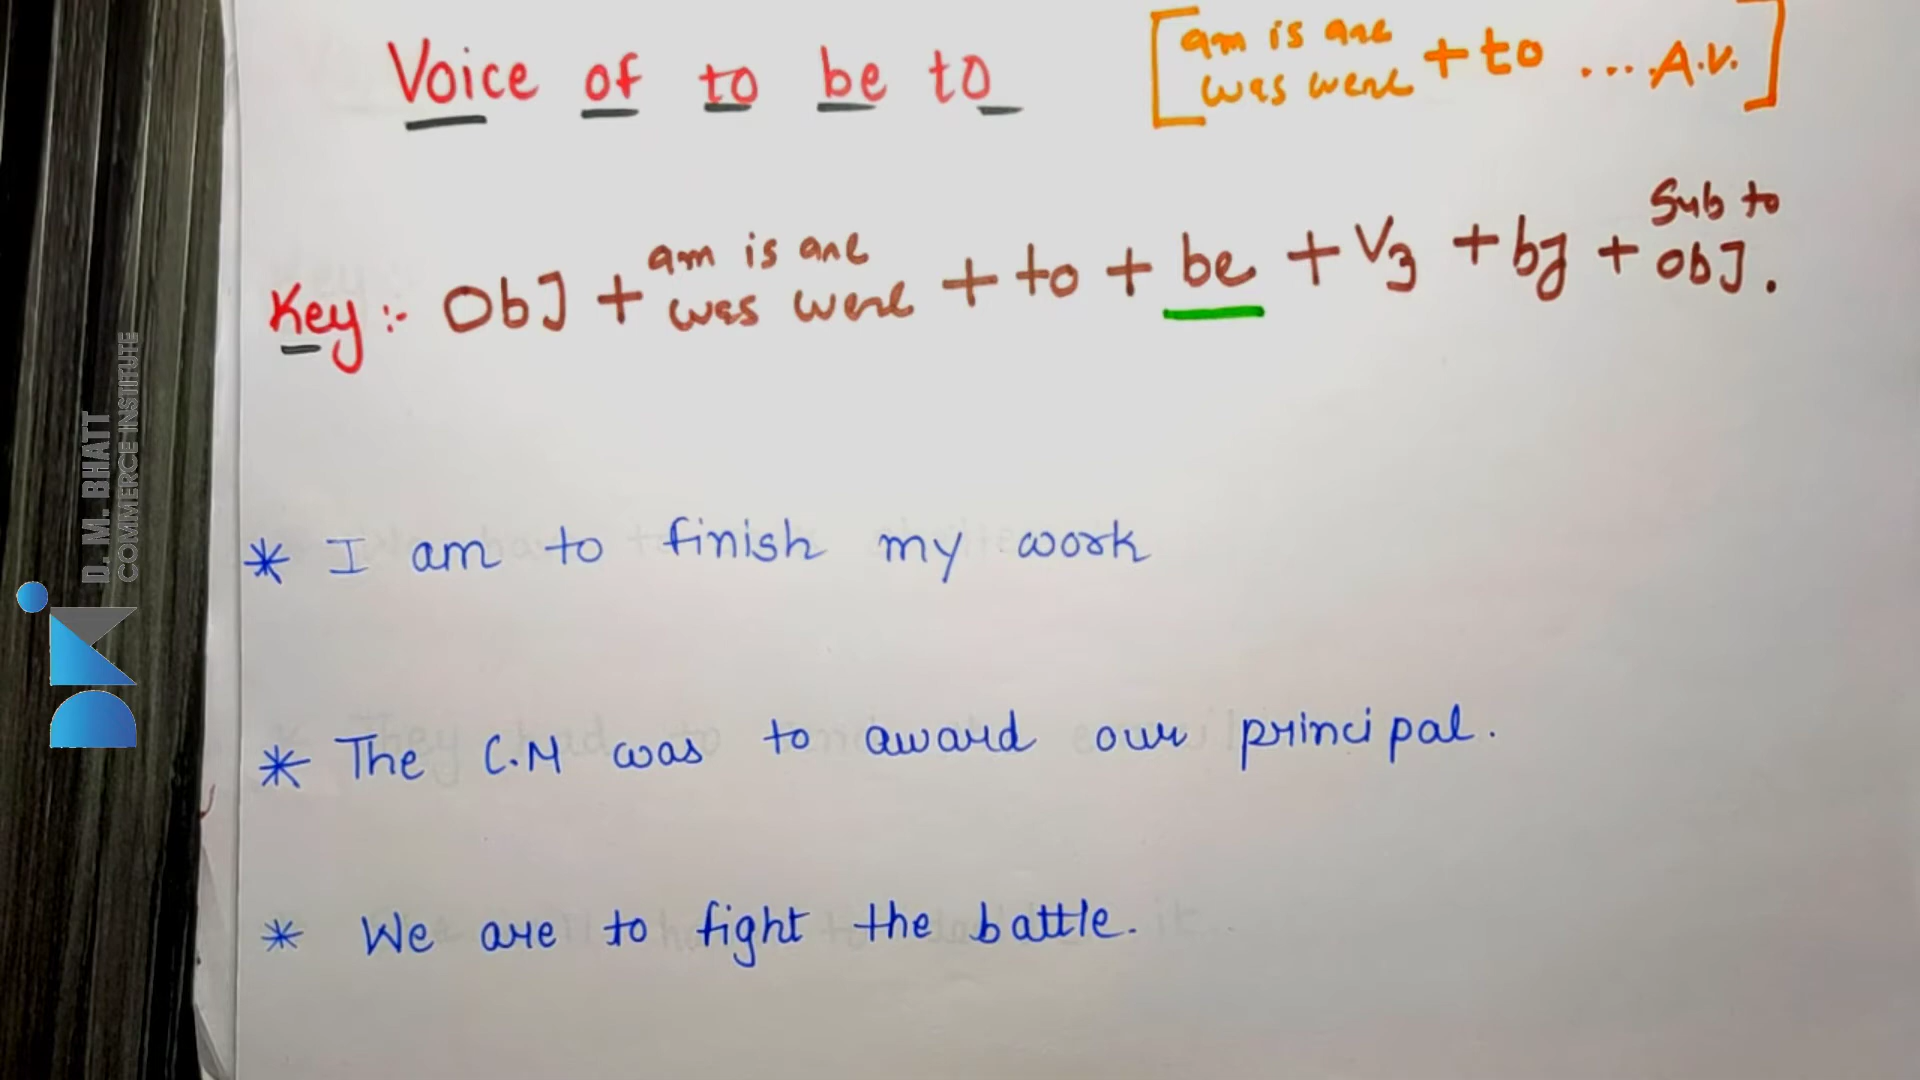 Voice of to be to
[am is are
was were + to ... A.V.]
Key :- Obj + am is are
was were + to + be + V3 + by + Sub to
obj.
* I am to finish my work
* The C.M was to award our principal.
* We are to fight the battle.
D. M. BHATT
COMMERCE INSTITUTE